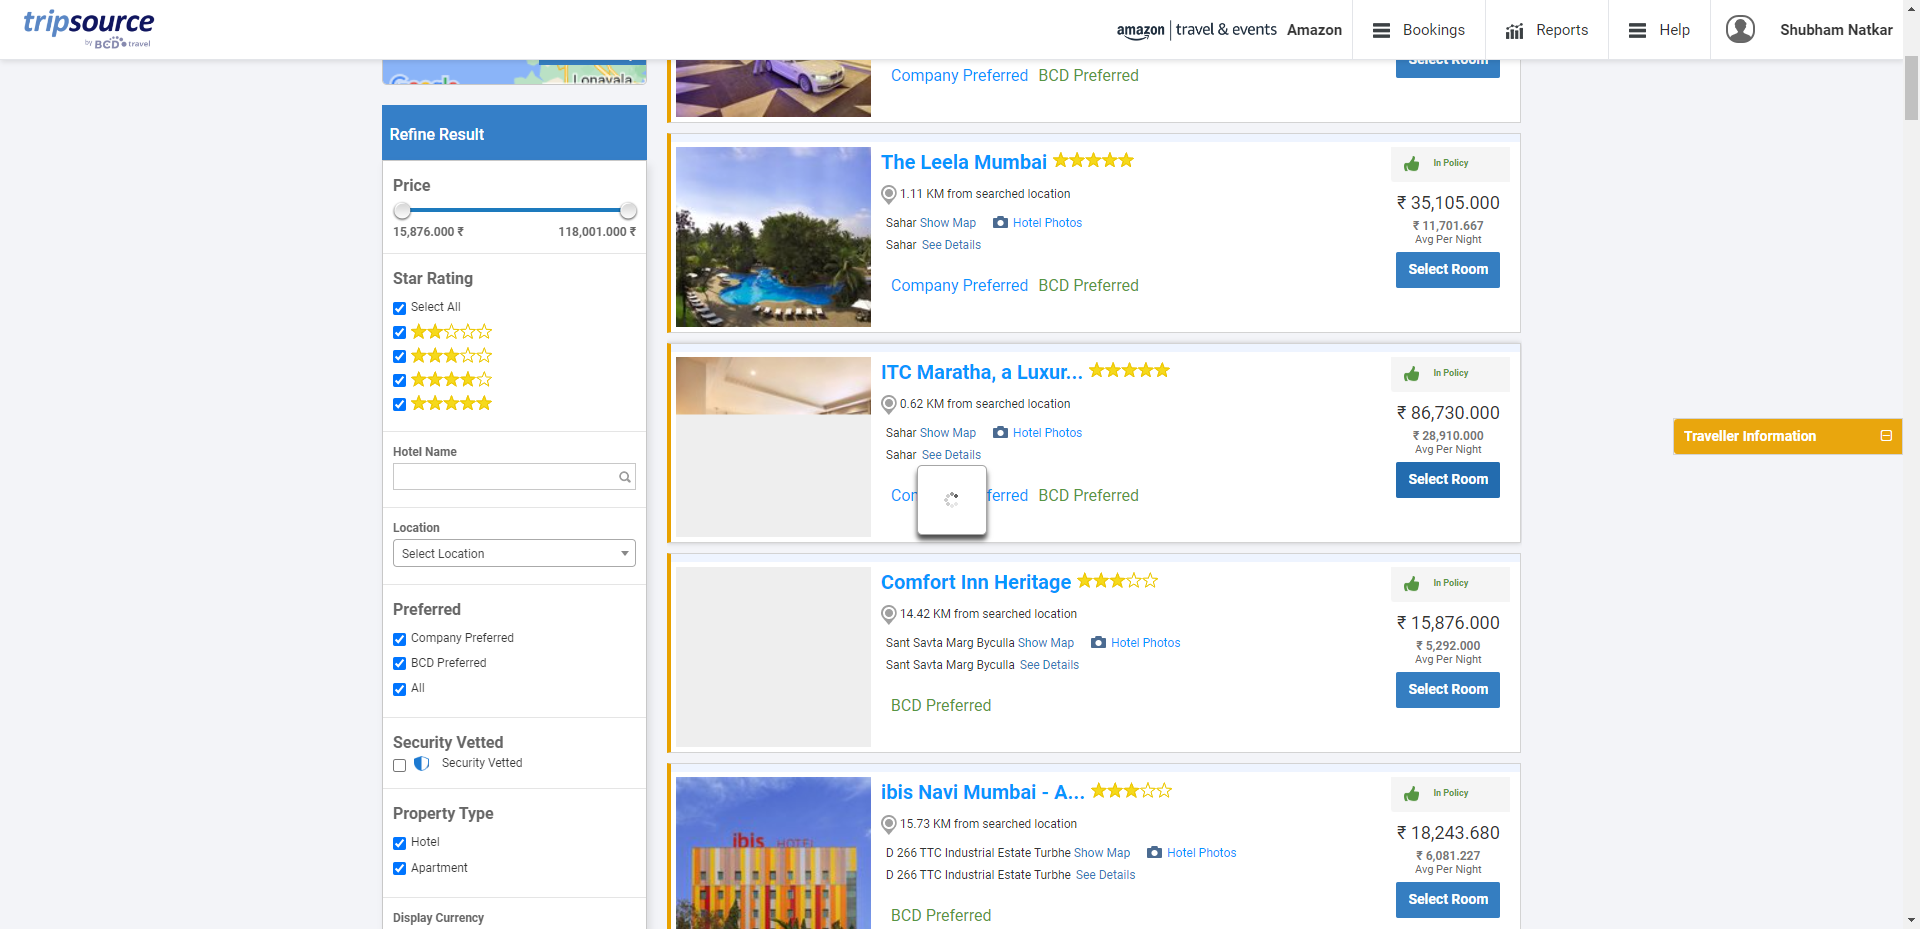 tripsource
by BCD travel
amazon | travel & events Amazon
Bookings
Reports
Help
Shubham Natkar
Google
Lonavala
Refine Result
Price
15,876.000 ₹
118,001.000 ₹
Star Rating
Select All
Hotel Name
Location
Select Location
Preferred
Company Preferred
BCD Preferred
All
Security Vetted
Security Vetted
Property Type
Hotel
Apartment
Display Currency
Company Preferred BCD Preferred
Select Room
The Leela Mumbai
1.11 KM from searched location
Sahar Show Map Hotel Photos
Sahar See Details
Company Preferred BCD Preferred
In Policy
₹ 35,105.000
₹ 11,701.667
Avg Per Night
Select Room
ITC Maratha, a Luxur...
0.62 KM from searched location
Sahar Show Map Hotel Photos
Sahar See Details
BCD Preferred
In Policy
₹ 86,730.000
₹ 28,910.000
Avg Per Night
Select Room
Comfort Inn Heritage
14.42 KM from searched location
Sant Savta Marg Byculla Show Map Hotel Photos
Sant Savta Marg Byculla See Details
BCD Preferred
In Policy
₹ 15,876.000
₹ 5,292.000
Avg Per Night
Select Room
ibis Navi Mumbai - A...
15.73 KM from searched location
D 266 TTC Industrial Estate Turbhe Show Map Hotel Photos
D 266 TTC Industrial Estate Turbhe See Details
BCD Preferred
ibis HOTEL
In Policy
₹ 18,243.680
₹ 6,081.227
Avg Per Night
Select Room
Traveller Information